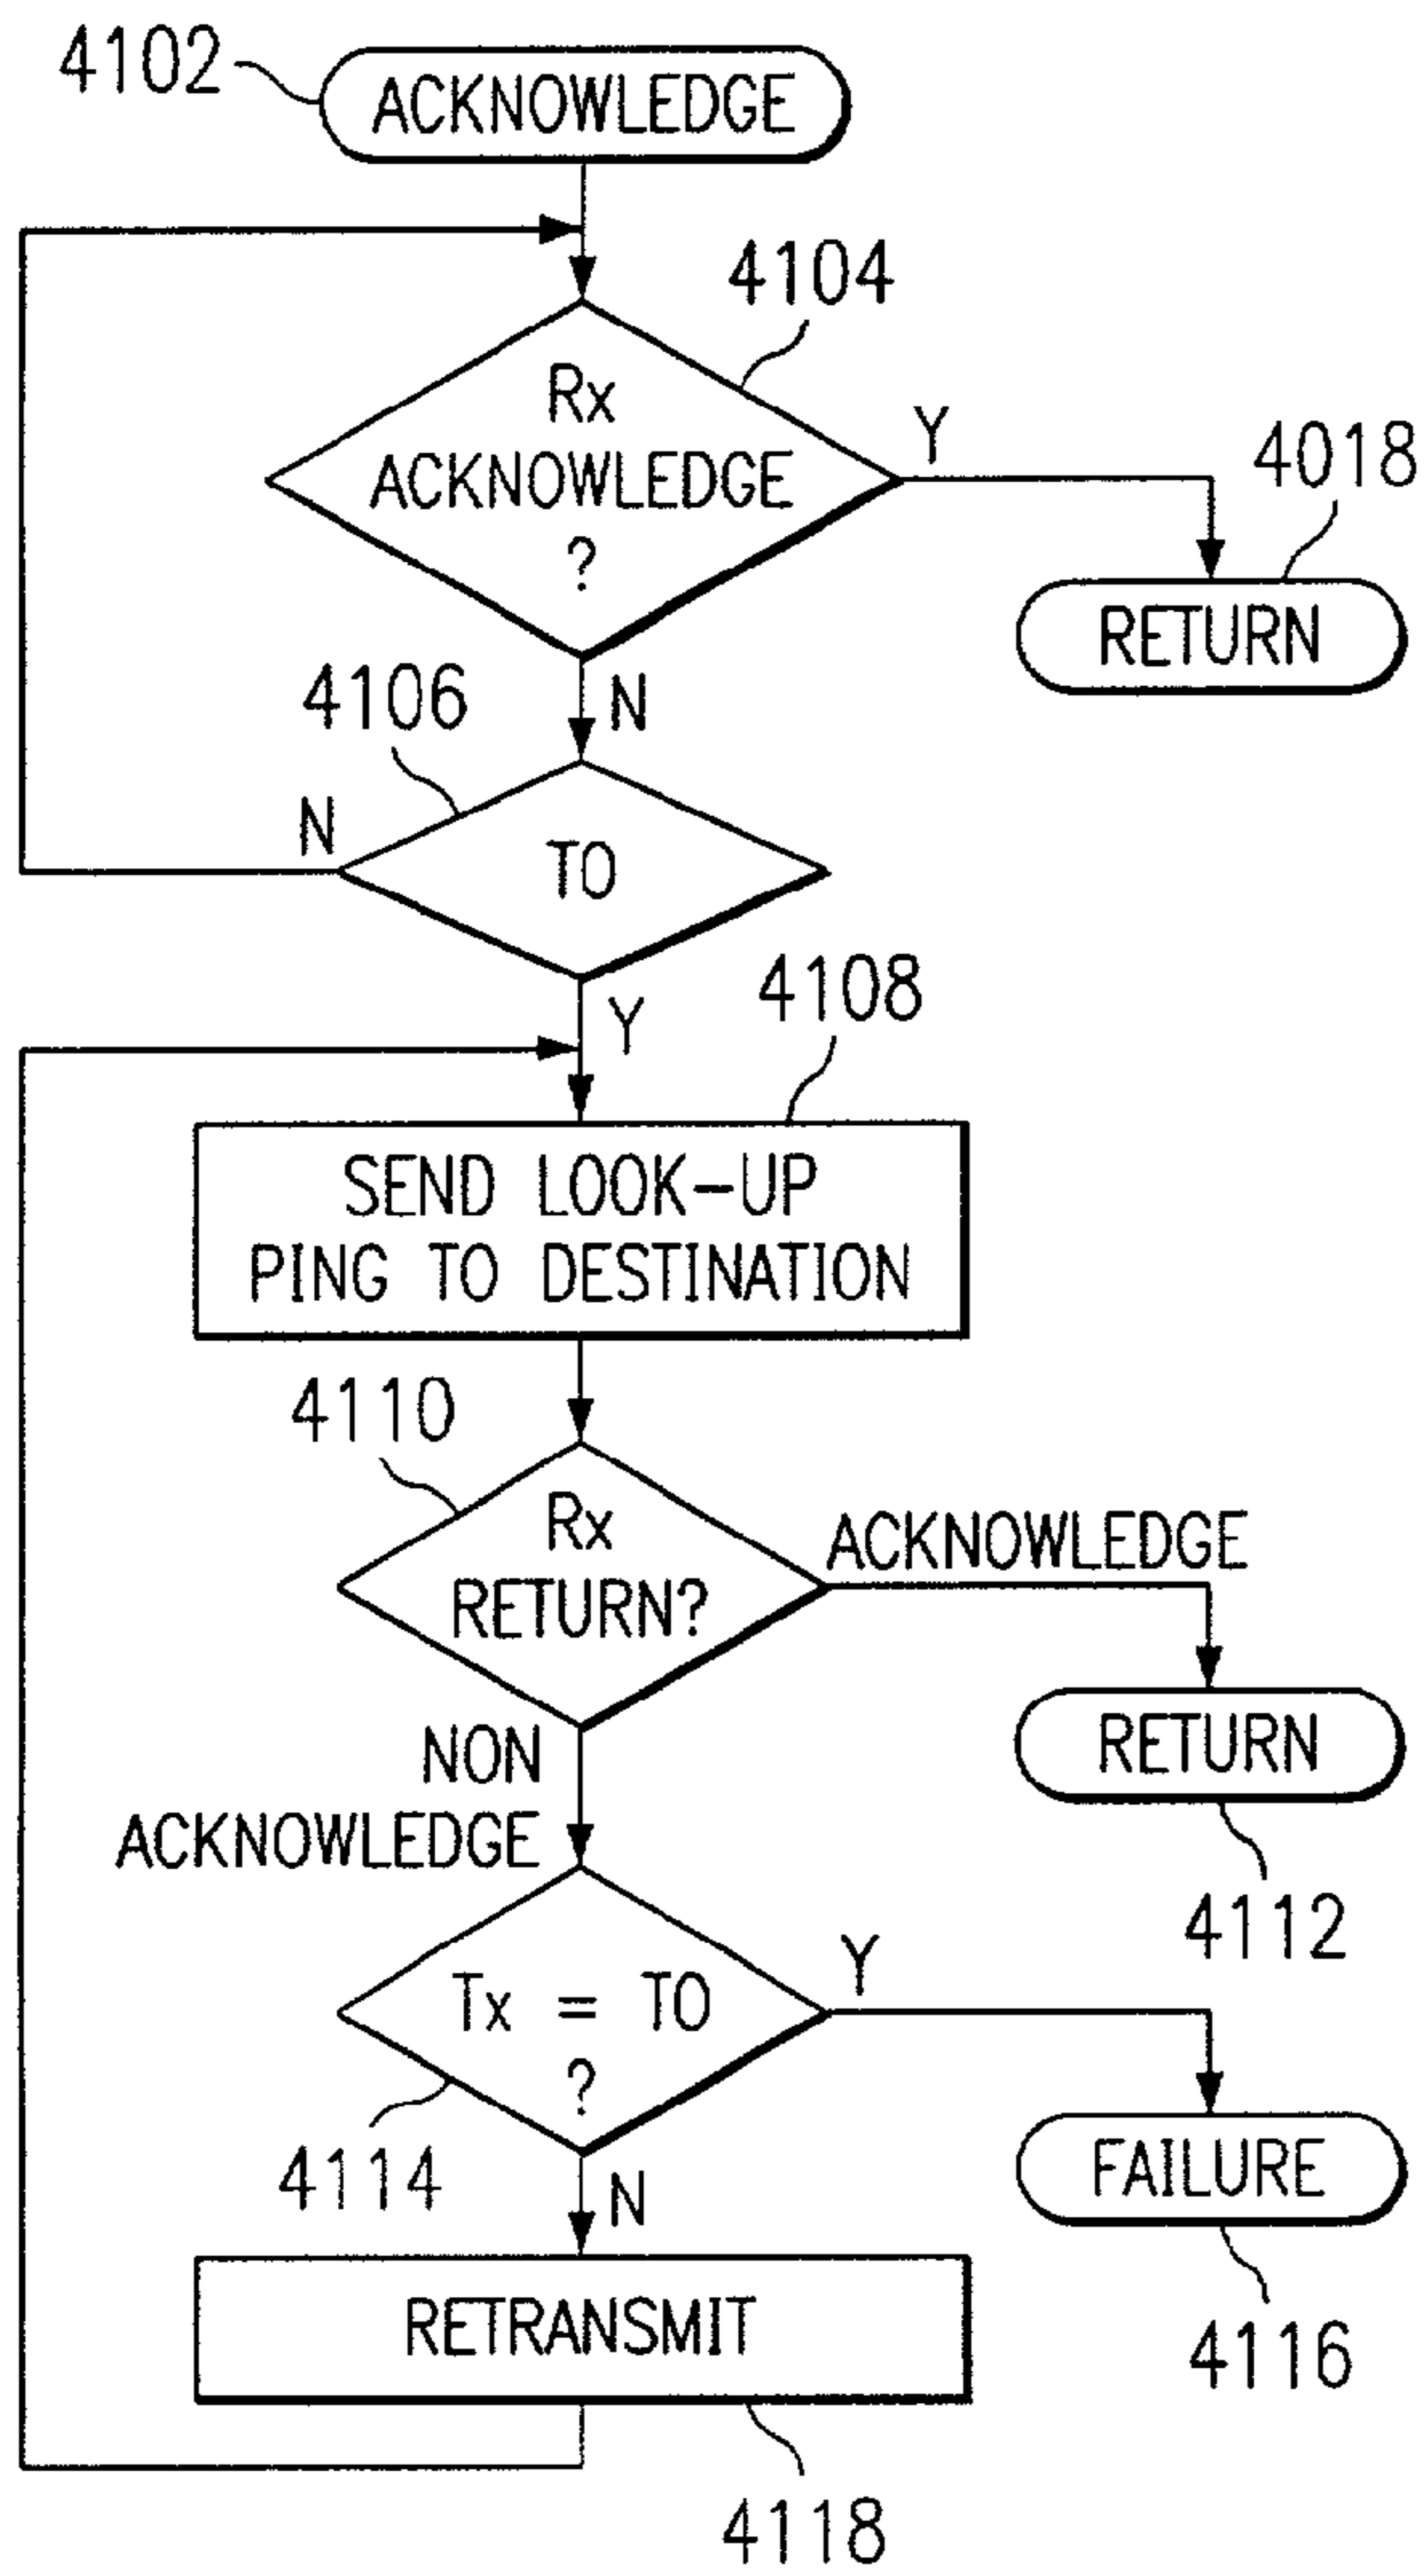 4102
ACKNOWLEDGE
4104
Rx
ACKNOWLEDGE
?
Y
4018
RETURN
N
4106
N
TO
Y
4108
SEND LOOK-UP
PING TO DESTINATION
4110
Rx
RETURN?
ACKNOWLEDGE
RETURN
4112
NON
ACKNOWLEDGE
Tx = TO
?
Y
4114
FAILURE
4116
N
RETRANSMIT
4118